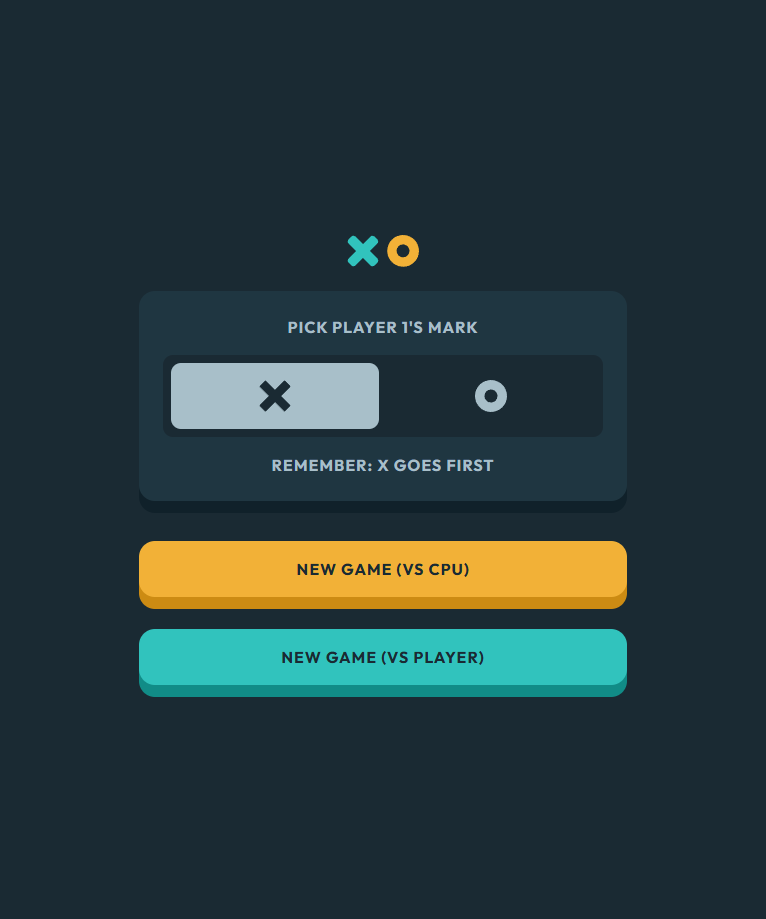 PICK PLAYER 1'S MARK
REMEMBER: X GOES FIRST
NEW GAME (VS CPU)
NEW GAME (VS PLAYER)